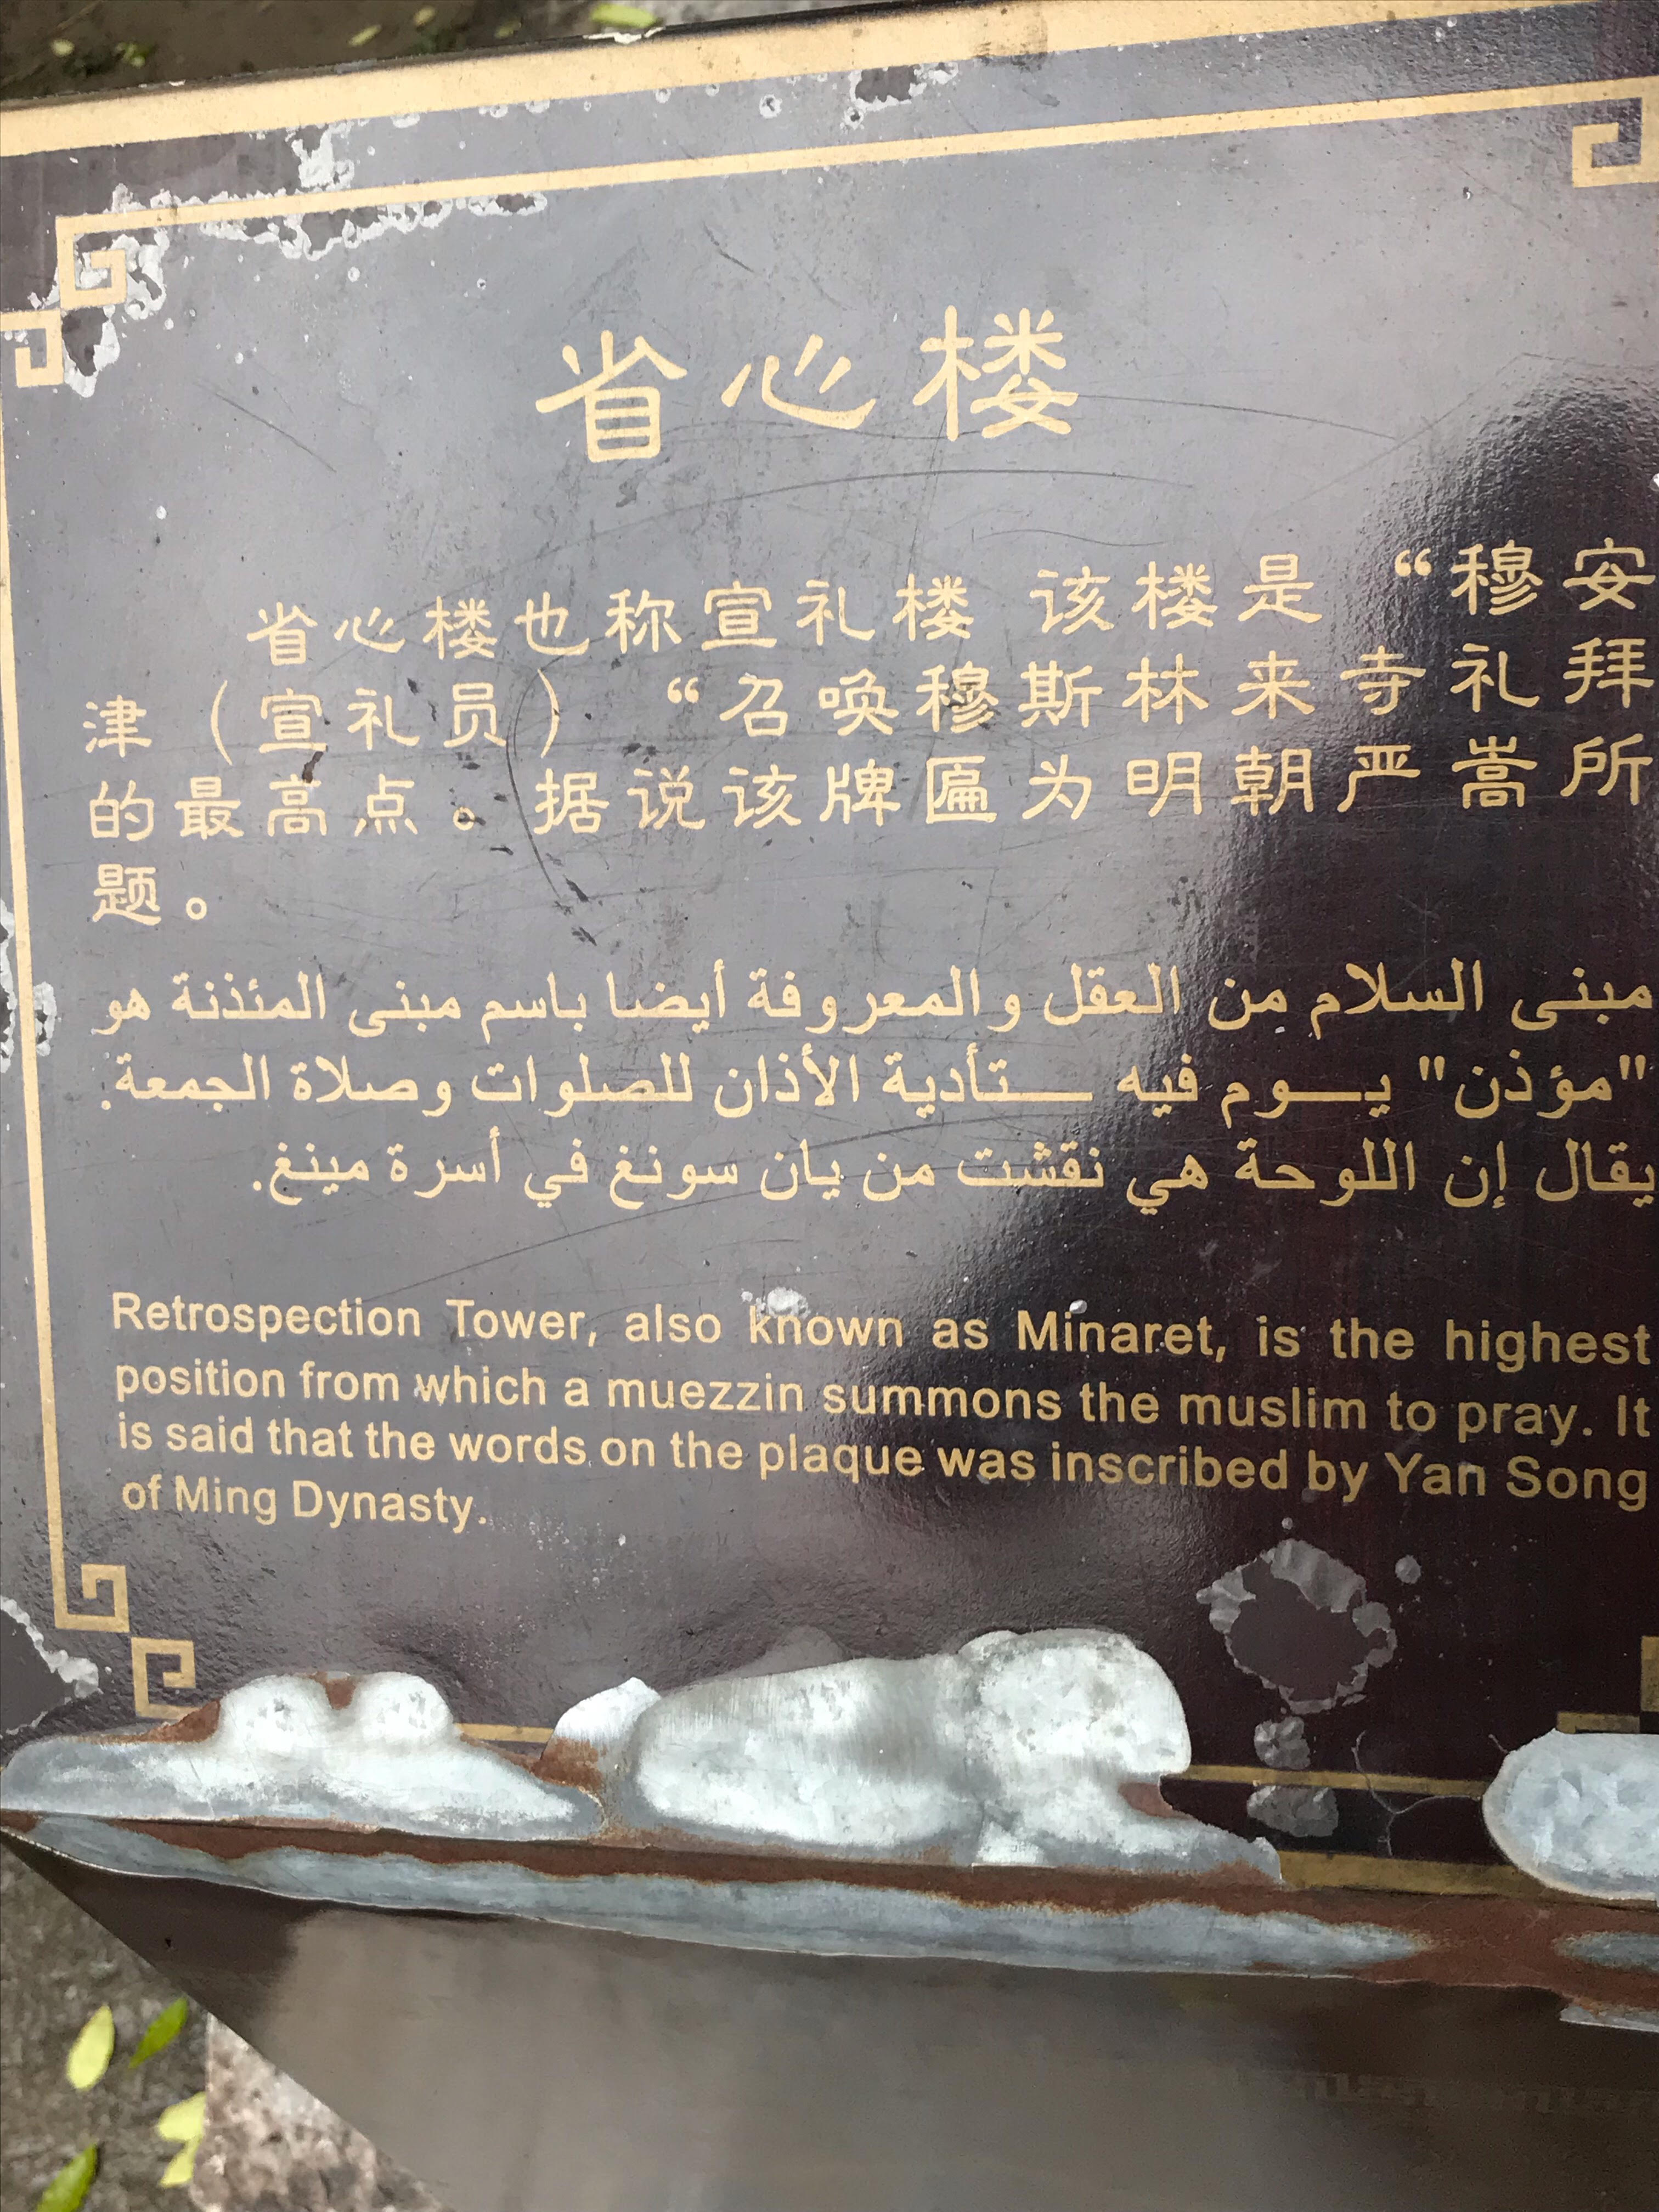 省心楼
省心楼也称宣礼楼 该楼是“穆安
津（宣礼员）“召唤穆斯林来寺礼拜
的最高点。据说该牌匾为明朝严嵩所
题。
مبنى السلام من العقل والمعروفة أيضا باسم مبنى المئذنة هو
"مؤذن" يـــوم فيه ـــــتأدية الأذان للصلوات وصلاة الجمعة.
يقال إن اللوحة هي نقشت من يان سونغ في أسرة مينغ.
Retrospection Tower, also known as Minaret, is the highest
position from which a muezzin summons the muslim to pray. It
is said that the words on the plaque was inscribed by Yan Song
of Ming Dynasty.